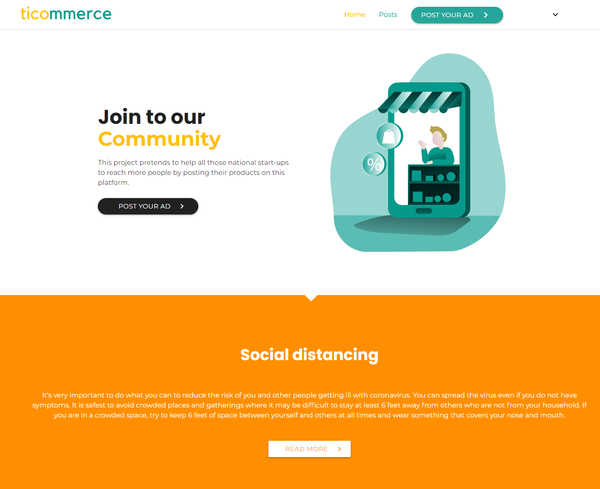 ticommerce
Home Posts POST YOUR AD
Join to our
Community
This project pretends to help all those national start-ups
to reach more people by posting their products on this
platform.
POST YOUR AD
%
Social distancing
It's very important to do what you can to reduce the risk of you and other people getting ill with coronavirus. You can spread the virus even if you do not have
symptoms. It is safest to avoid crowded places and gatherings where it may be difficult to stay at least 6 feet away from others who are not from your household. If
you are in a crowded space, try to keep 6 feet of space between yourself and others at all times and wear something that covers your nose and mouth.
READ MORE